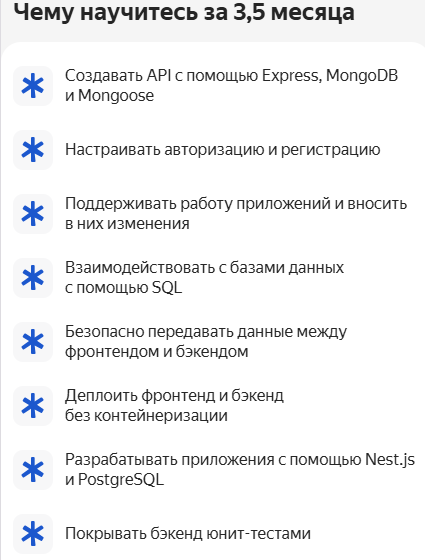 Чему научитесь за 3,5 месяца
Создавать API с помощью Express, MongoDB
и Mongoose
Настраивать авторизацию и регистрацию
Поддерживать работу приложений и вносить
в них изменения
Взаимодействовать с базами данных
с помощью SQL
Безопасно передавать данные между
фронтендом и бэкендом
Деплоить фронтенд и бэкенд
без контейнеризации
Разрабатывать приложения с помощью Nest.js
и PostgreSQL
Покрывать бэкенд юнит-тестами